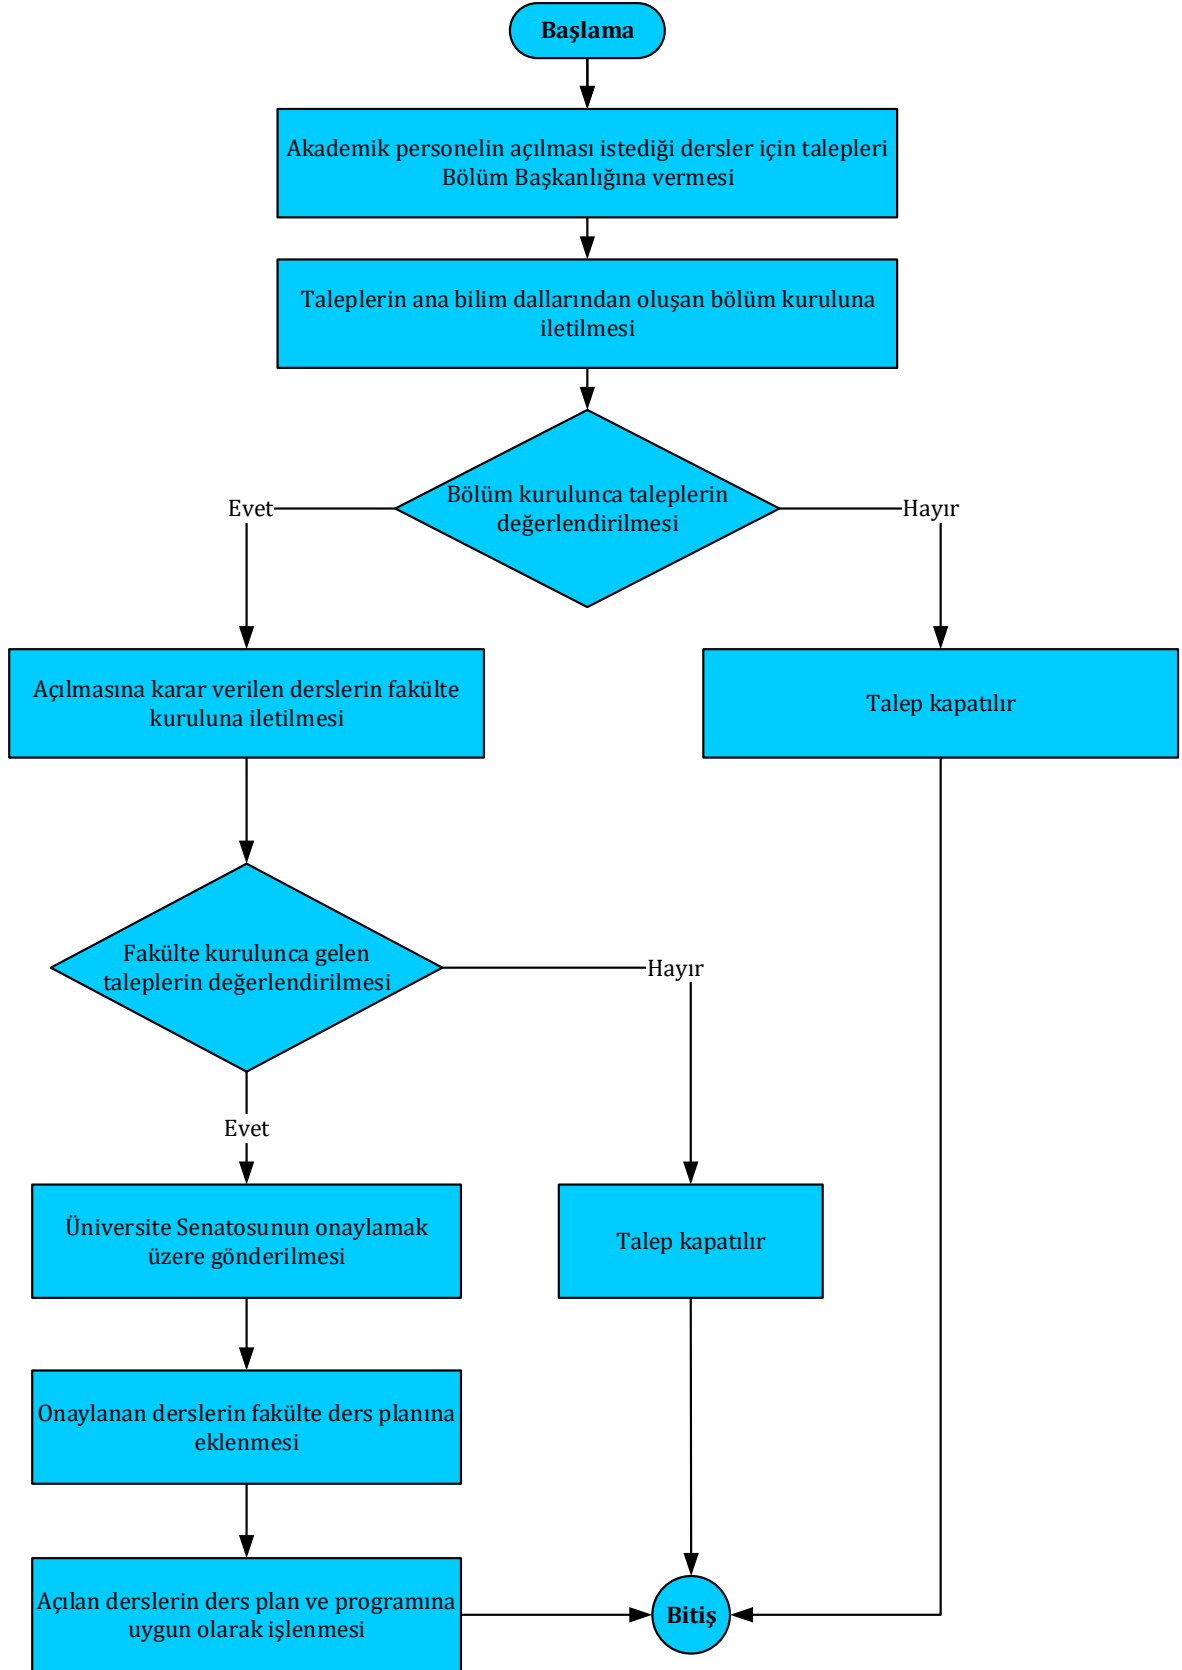 Başlama
Akademik personelin açılması istediği dersler için talepleri
Bölüm Başkanlığına vermesi
Taleplerin ana bilim dallarından oluşan bölüm kuruluna
iletilmesi
Bölüm kurulunca taleplerin
değerlendirilmesi
Evet
Hayır
Açılmasına karar verilen derslerin fakülte
kuruluna iletilmesi
Talep kapatılır
Fakülte kurulunca gelen
taleplerin değerlendirilmesi
Hayır
Evet
Üniversite Senatosunun onaylamak
üzere gönderilmesi
Talep kapatılır
Onaylanan derslerin fakülte ders planına
eklenmesi
Açılan derslerin ders plan ve programına
uygun olarak işlenmesi
Bitiş